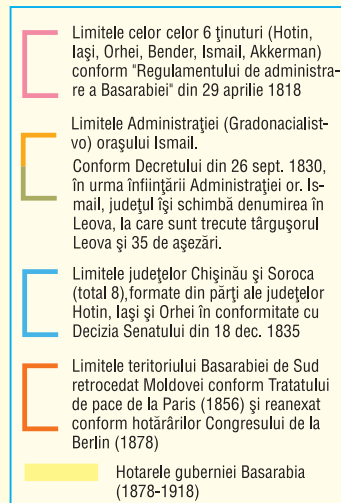 Limitele celor celor 6 ţinuturi (Hotin,
Iaşi, Orhei, Bender, Ismail, Akkerman)
conform "Regulamentului de administra-
re a Basarabiei" din 29 aprilie 1818
Limitele Administraţiei (Gradonacialist-
vo) oraşului Ismail.
Conform Decretului din 26 sept. 1830,
în urma înfiinţării Administraţiei or. Is-
mail, judeţul îşi schimbă denumirea în
Leova, la care sunt trecute târguşorul
Leova şi 35 de aşezări.
Limitele judeţelor Chişinău şi Soroca
(total 8),formate din părţi ale judeţelor
Hotin, Iaşi şi Orhei în conformitate cu
Decizia Senatului din 18 dec. 1835
Limitele teritoriului Basarabiei de Sud
retrocedat Moldovei conform Tratatului
de pace de la Paris (1856) şi reanexat
conform hotărârilor Congresului de la
Berlin (1878)
Hotarele guberniei Basarabia
(1878-1918)